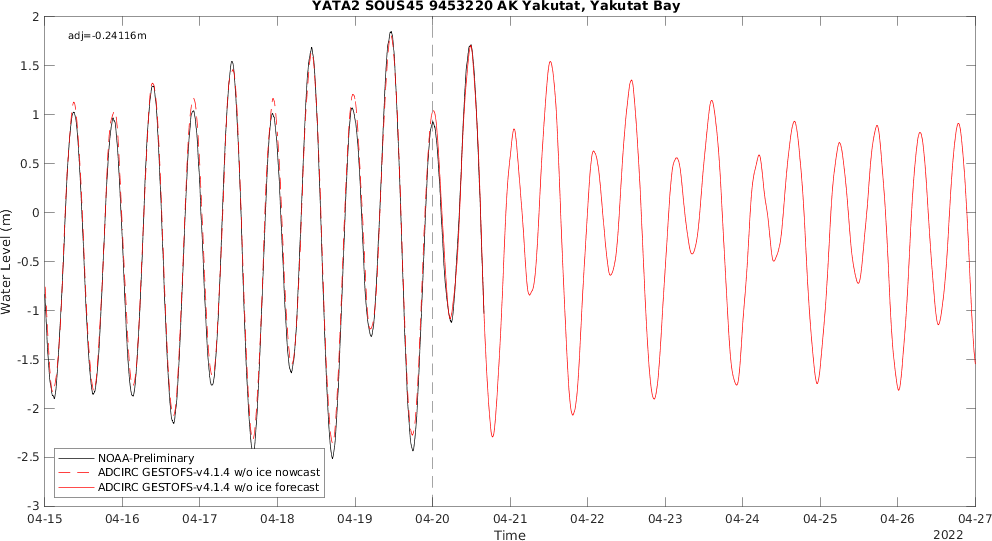 YATA2 SOUS45 9453220 AK Yakutat, Yakutat Bay
adj=-0.24116m
2
1.5
1
0.5
0
-0.5
-1
-1.5
-2
-2.5
-3
Water Level (m)
NOAA-Preliminary
ADCIRC GESTOFS-v4.1.4 w/o ice nowcast
ADCIRC GESTOFS-v4.1.4 w/o ice forecast
04-15 04-16 04-17 04-18 04-19 04-20 04-21 04-22 04-23 04-24 04-25 04-26 04-27
Time
2022